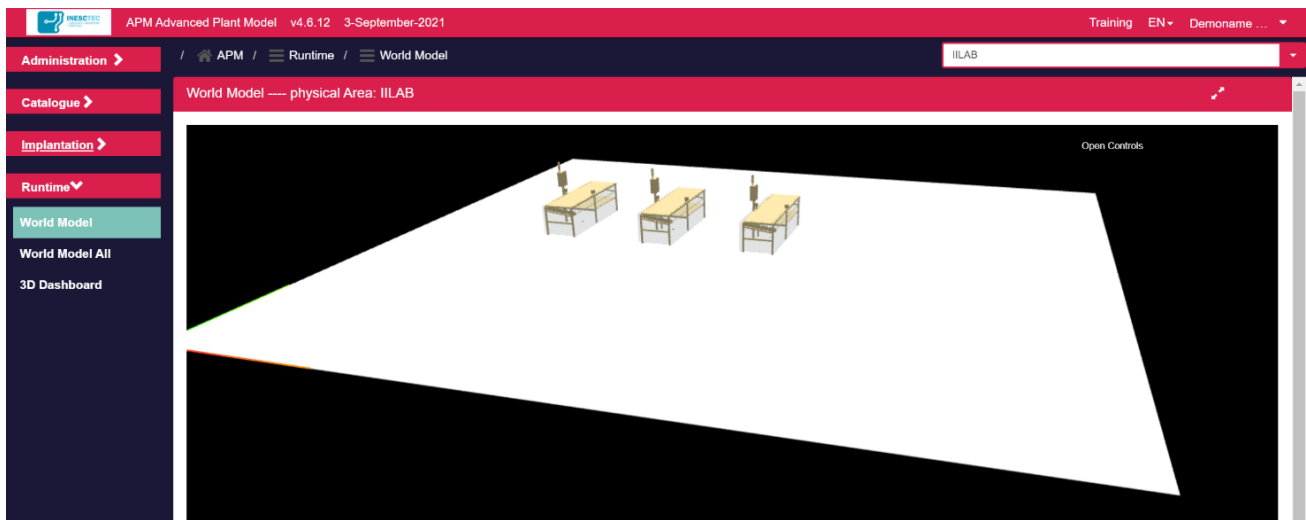 INESCTEC
APM Advanced Plant Model v4.6.12 3-September-2021
Training EN Demoname ...
Administration
/ APM / Runtime / World Model
IILAB
Catalogue
World Model ---- physical Area: IILAB
Implantation
Open Controls
Runtime
World Model
World Model All
3D Dashboard